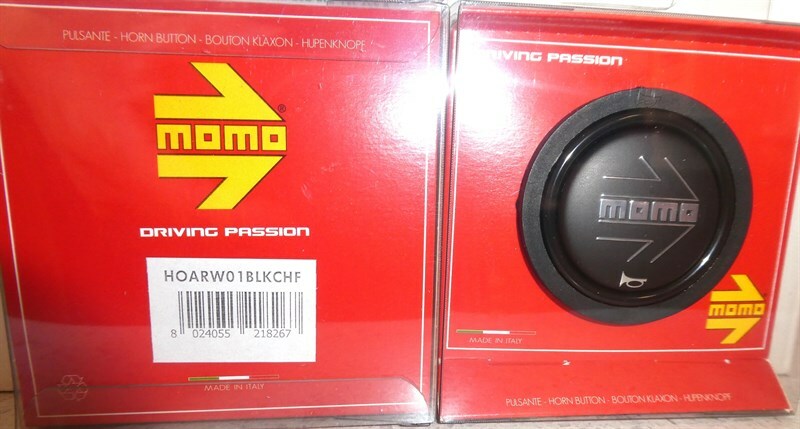 PULSANTE - HORN BUTTON - BOUTON KLAXON - HUPENKNOPF
momo
®
DRIVING PASSION
HOARW01BLKCHF
8 024055 218267
MADE IN ITALY
DRIVING PASSION
momo
momo
MADE IN ITALY
PULSANTE - HORN BUTTON - BOUTON KLAXON - HUPENKNOPF